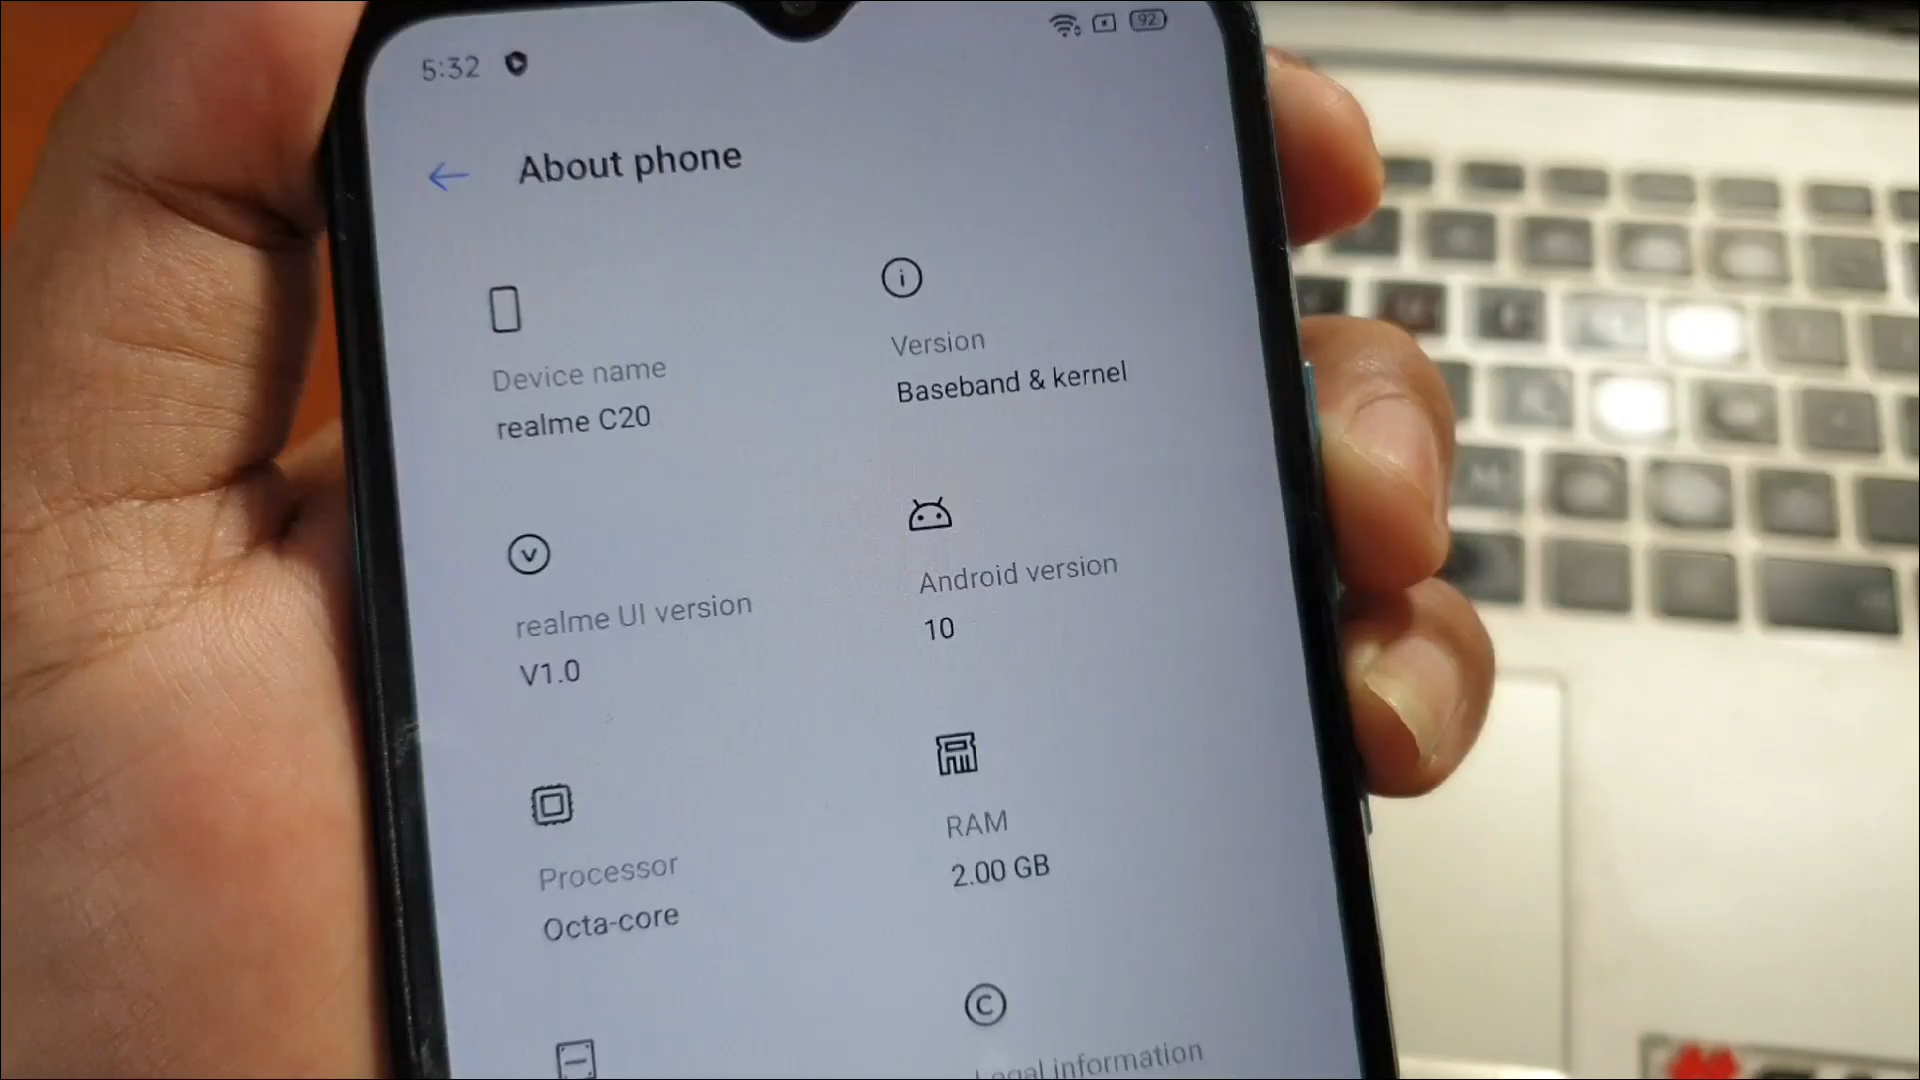 5:32
92
About phone
Device name
realme C20
Version
Baseband & kernel
realme UI version
V1.0
Android version
10
Processor
Octa-core
RAM
2.00 GB
Legal information